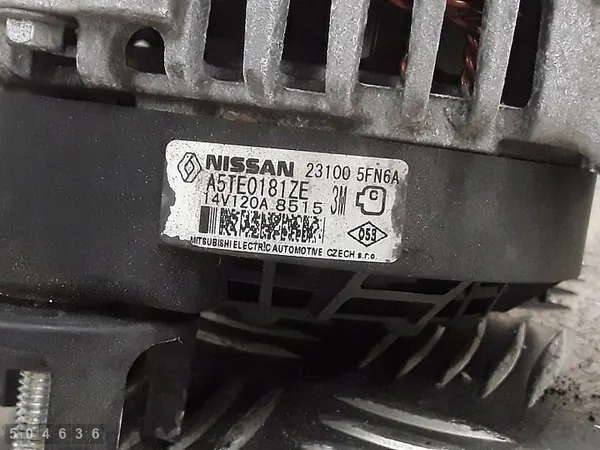 NISSAN 23100 5FN6A
A5TE0181ZE 3M C
14V120A 8515
053
MITSUBISHI ELECTRIC AUTOMOTIVE CZECH s.r.o.
504636